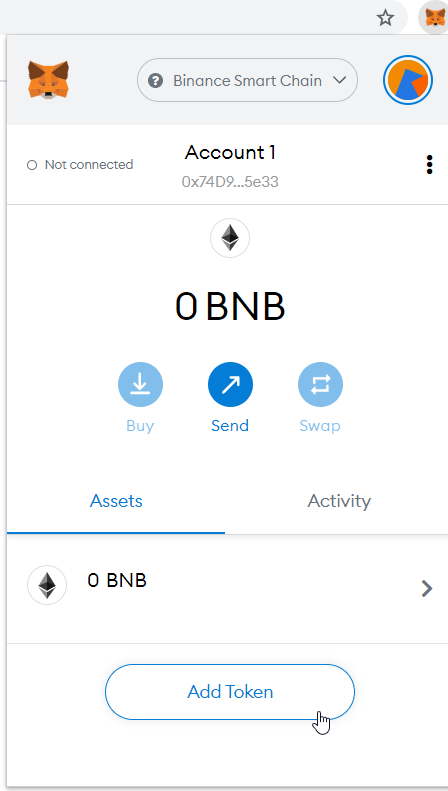 Binance Smart Chain
Not connected
Account 1
0x74D9...5e33
0 BNB
Buy
Send
Swap
Assets
Activity
0 BNB
Add Token